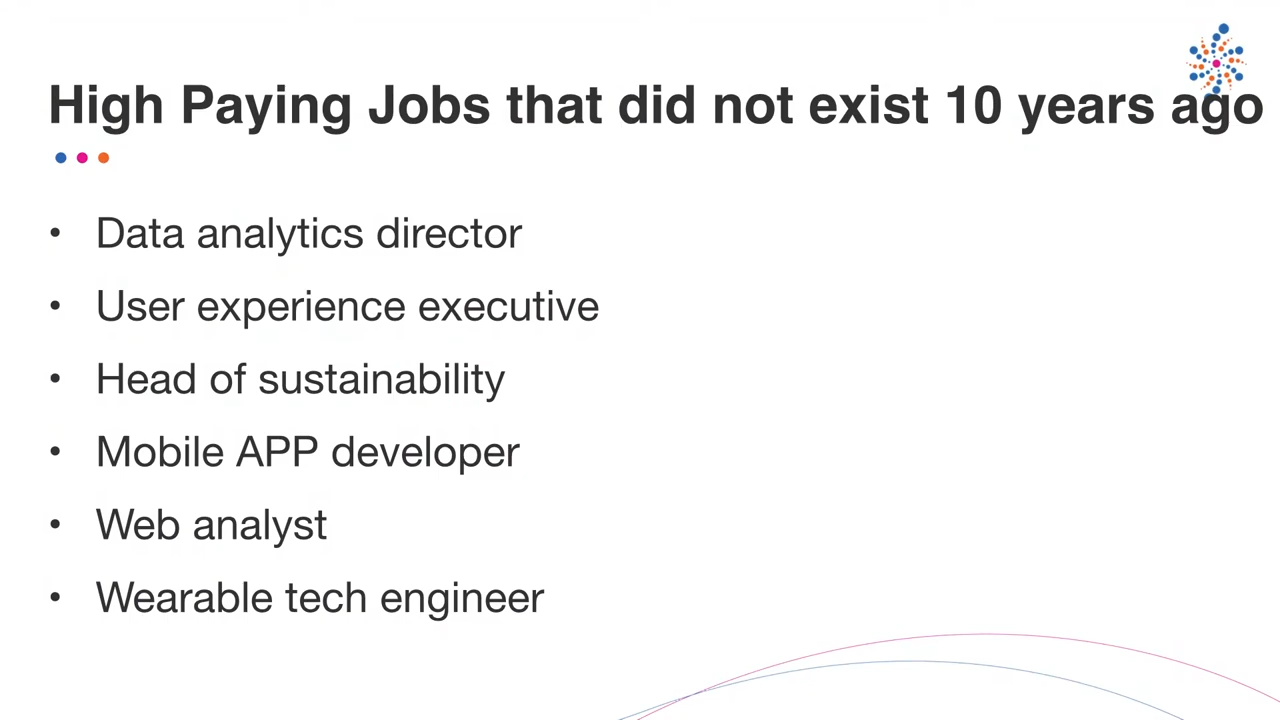 High Paying Jobs that did not exist 10 years ago
• Data analytics director
• User experience executive
• Head of sustainability
• Mobile APP developer
• Web analyst
• Wearable tech engineer